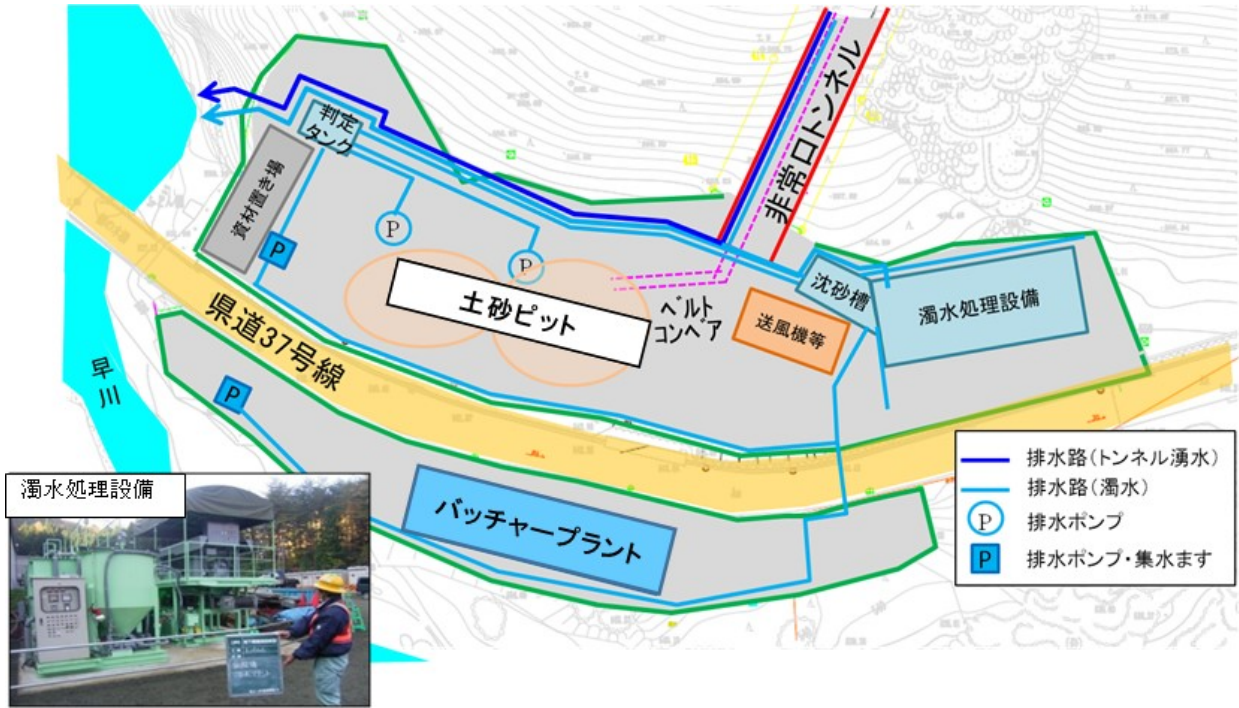 判定
タンク
資材置き場
P
P
P
土砂ピット
ベルト
コンベア
非常口トンネル
沈砂槽
送風機等
濁水処理設備
県道37号線
早川
P
バッチャープラント
排水路(トンネル湧水)
排水路(濁水)
P 排水ポンプ
P 排水ポンプ・集水ます
濁水処理設備